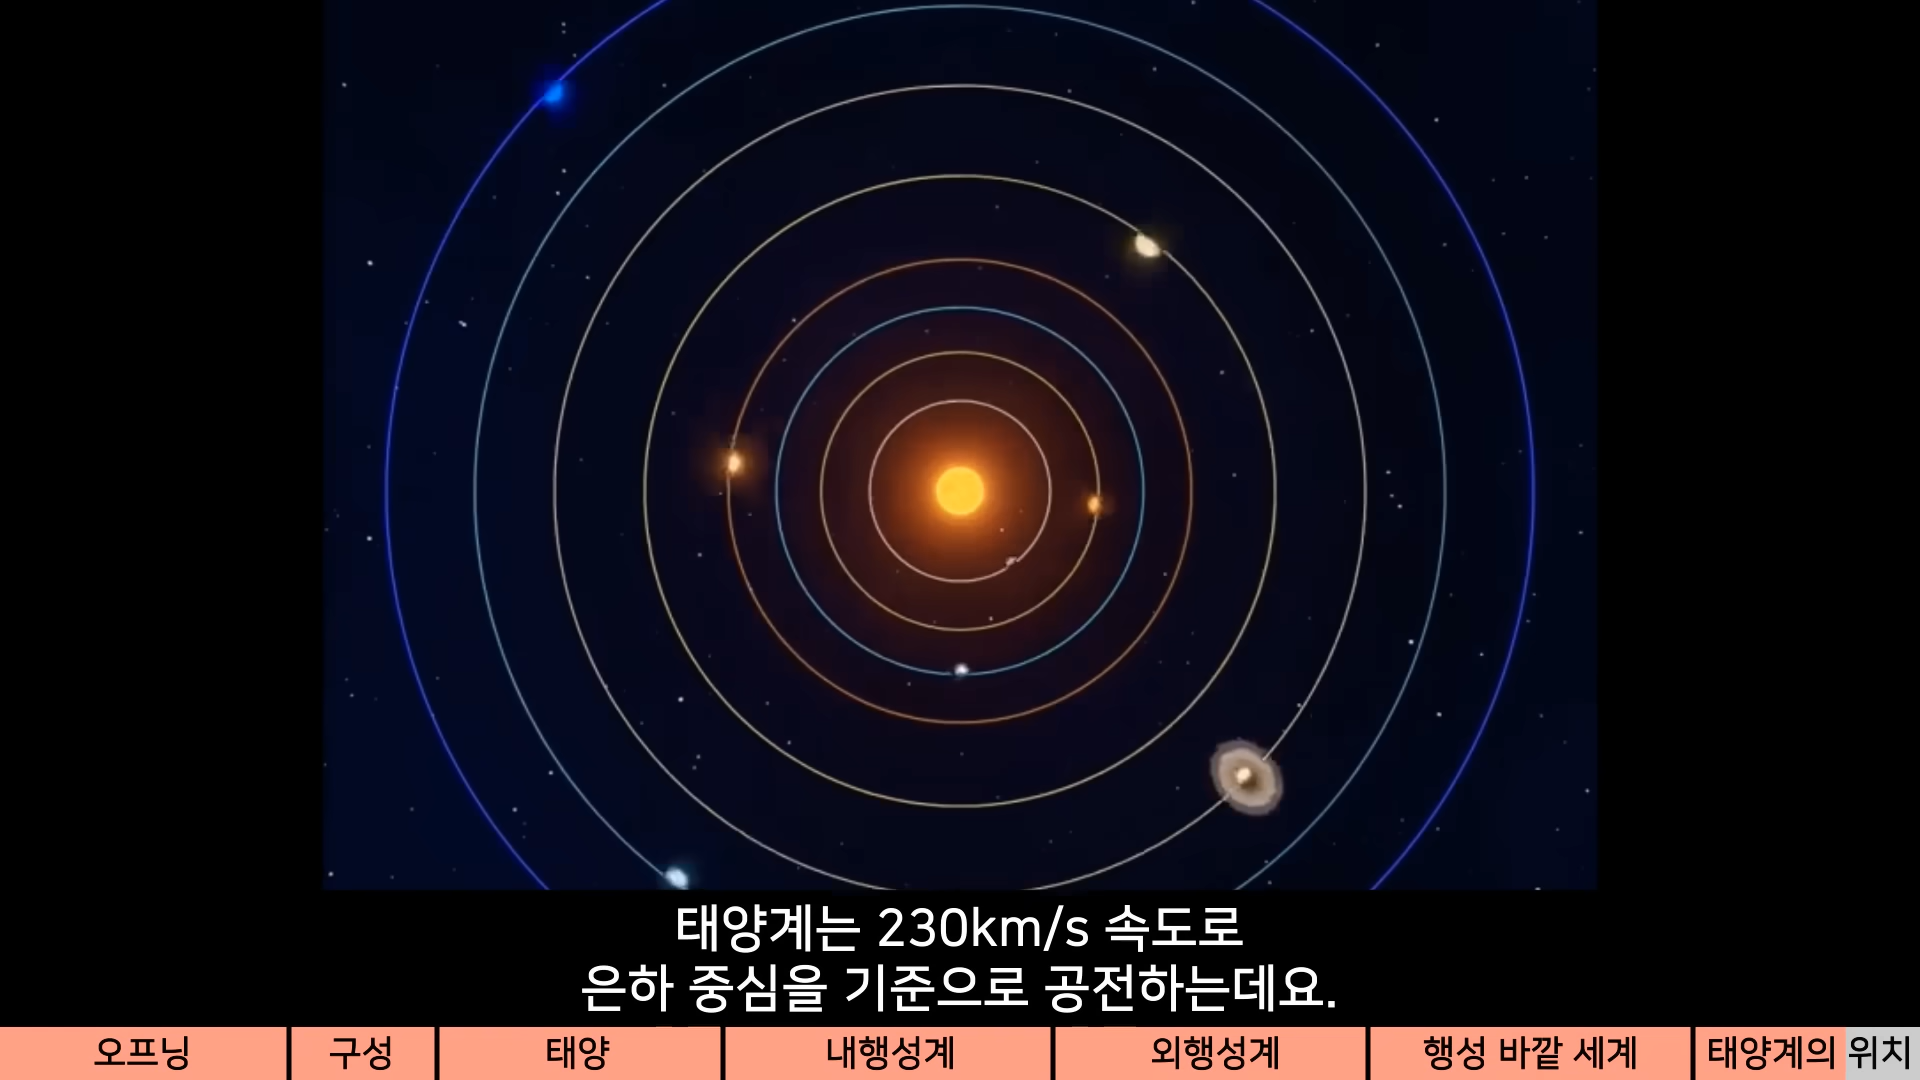 태양계는 230km/s 속도로
은하 중심을 기준으로 공전하는데요.
오프닝
구성
태양
내행성계
외행성계
행성 바깥 세계
태양계의 위치